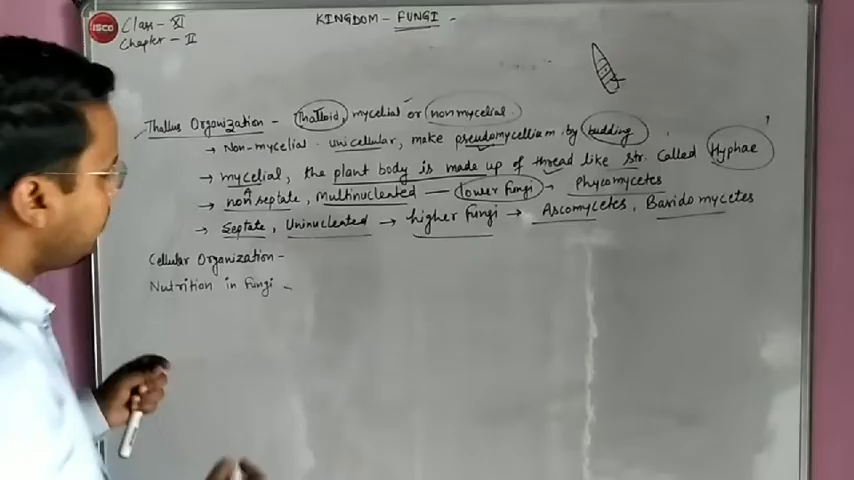 ISCO
Class - XI
Chapter - II
KINGDOM - FUNGI -
Thallus Organization - Thalloid, mycelial or nonmycelial
→ Non-mycelial - unicellular, make pseudomycellium by budding
→ mycelial, the plant body is made up of thread like str. Called Hyphae
→ non septate, Multinucleated — lower Fungi → Phycomycetes
→ Septate, Uninucleated → higher Fungi → Ascomycetes, Basidomycetes
Cellular Organization -
Nutrition in Fungi -